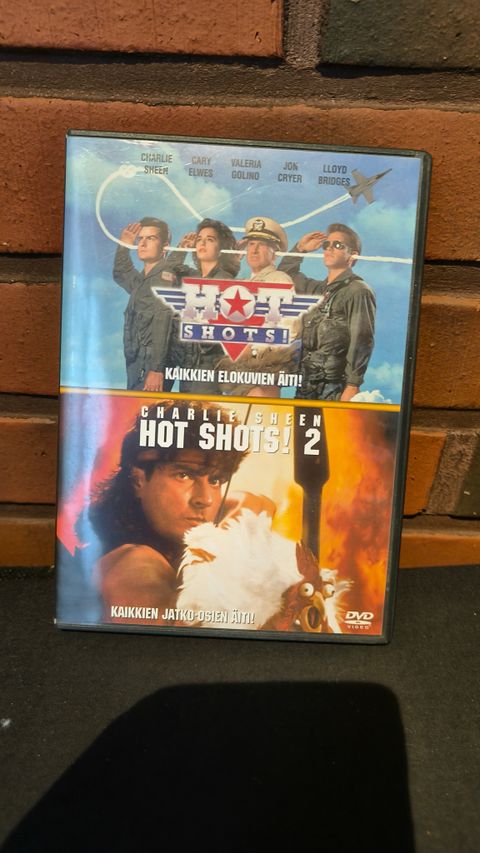 CHARLIE SHEEN
CARY ELWES
VALERIA GOLINO
JON CRYER
LLOYD BRIDGES
HOT
SHOTS!
KAIKKIEN ELOKUVIEN ÄITI!
CHARLIE SHEEN
HOT SHOTS! 2
KAIKKIEN JATKO-OSIEN ÄITI!
DVD
VIDEO